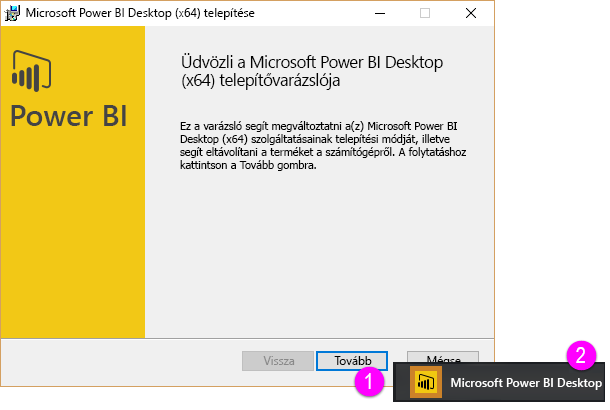 Microsoft Power BI Desktop (x64) telepítése
Power BI
Üdvözli a Microsoft Power BI Desktop
(x64) telepítővarázslója
Ez a varázsló segít megváltoztatni a(z) Microsoft Power BI
Desktop (x64) szolgáltatásainak telepítési módját, illetve
segít eltávolítani a terméket a számítógépről. A folytatáshoz
kattintson a Tovább gombra.
Vissza
Tovább
Mégse
1
2
Microsoft Power BI Desktop